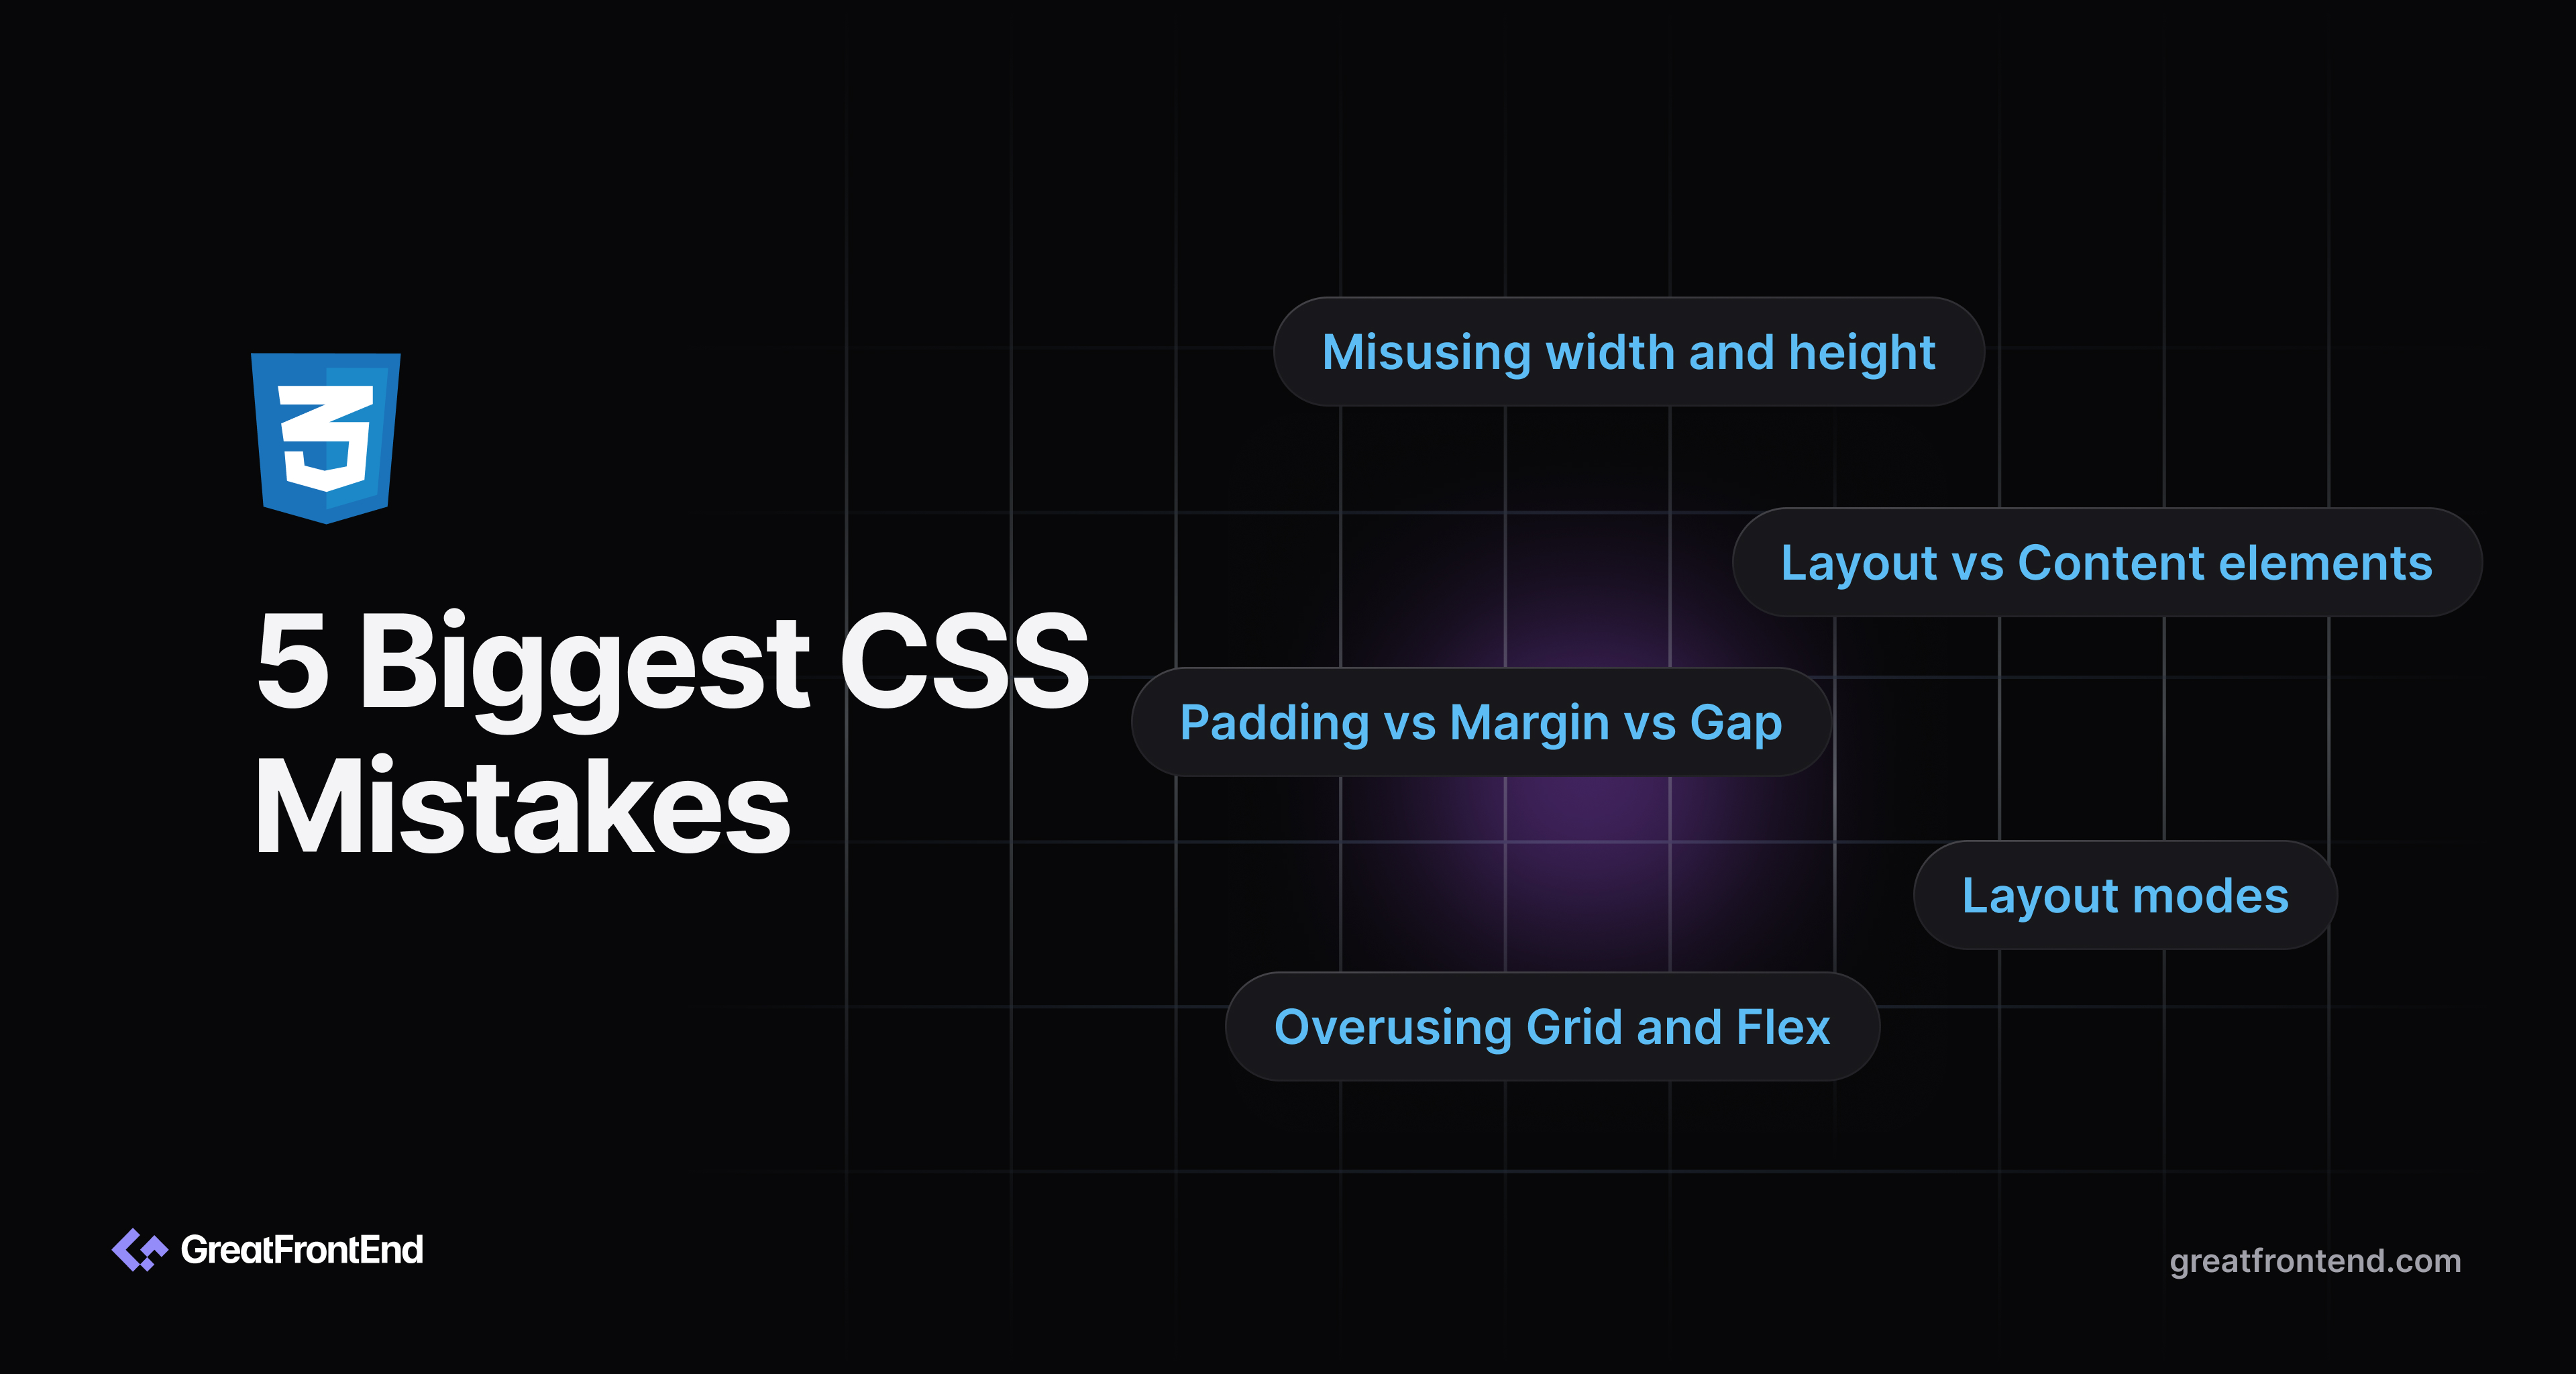 5 Biggest CSS
Mistakes
Misusing width and height
Layout vs Content elements
Padding vs Margin vs Gap
Layout modes
Overusing Grid and Flex
GreatFrontEnd
greatfrontend.com